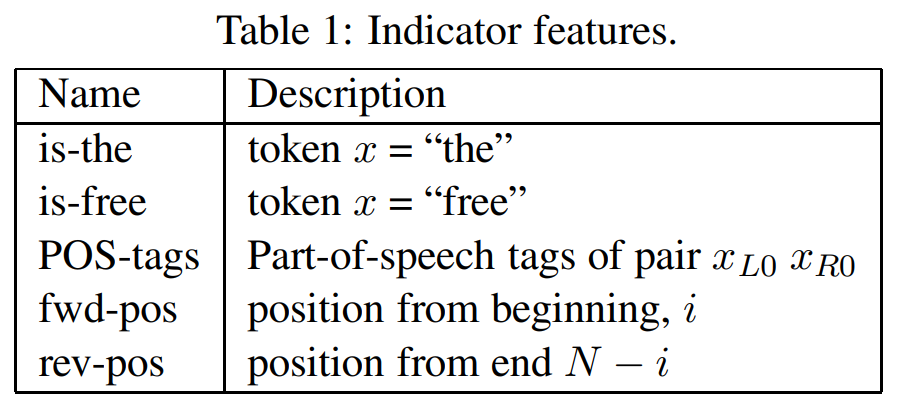 Table 1: Indicator features.
Name Description
is-the token x = “the”
is-free token x = “free”
POS-tags Part-of-speech tags of pair x_{L0} x_{R0}
fwd-pos position from beginning, i
rev-pos position from end N − i